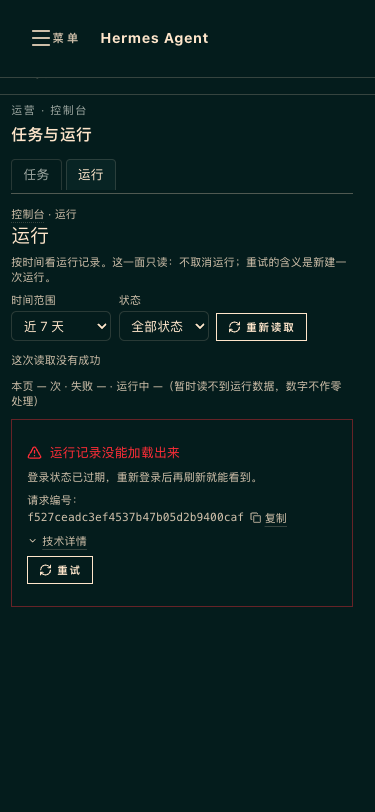 菜单
Hermes Agent
运营 · 控制台
任务与运行
任务
运行
控制台 · 运行
运行
按时间看运行记录。这一面只读：不取消运行；重试的含义是新建一
次运行。
时间范围
状态
近 7 天
全部状态
重新读取
这次读取没有成功
本页 — 次 · 失败 — · 运行中 —（暂时读不到运行数据，数字不作零
处理）
运行记录没能加载出来
登录状态已过期，重新登录后再刷新就能看到。
请求编号：
f527ceadc3ef4537b47b05d2b9400caf 复制
技术详情
重试